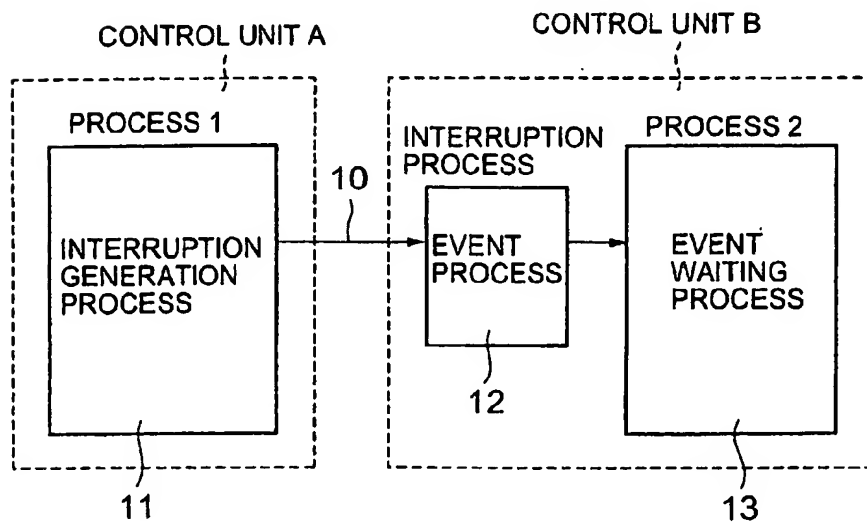 CONTROL UNIT A
CONTROL UNIT B
PROCESS 1
INTERRUPTION
GENERATION
PROCESS
11
10
INTERRUPTION
PROCESS
EVENT
PROCESS
12
PROCESS 2
EVENT
WAITING
PROCESS
13